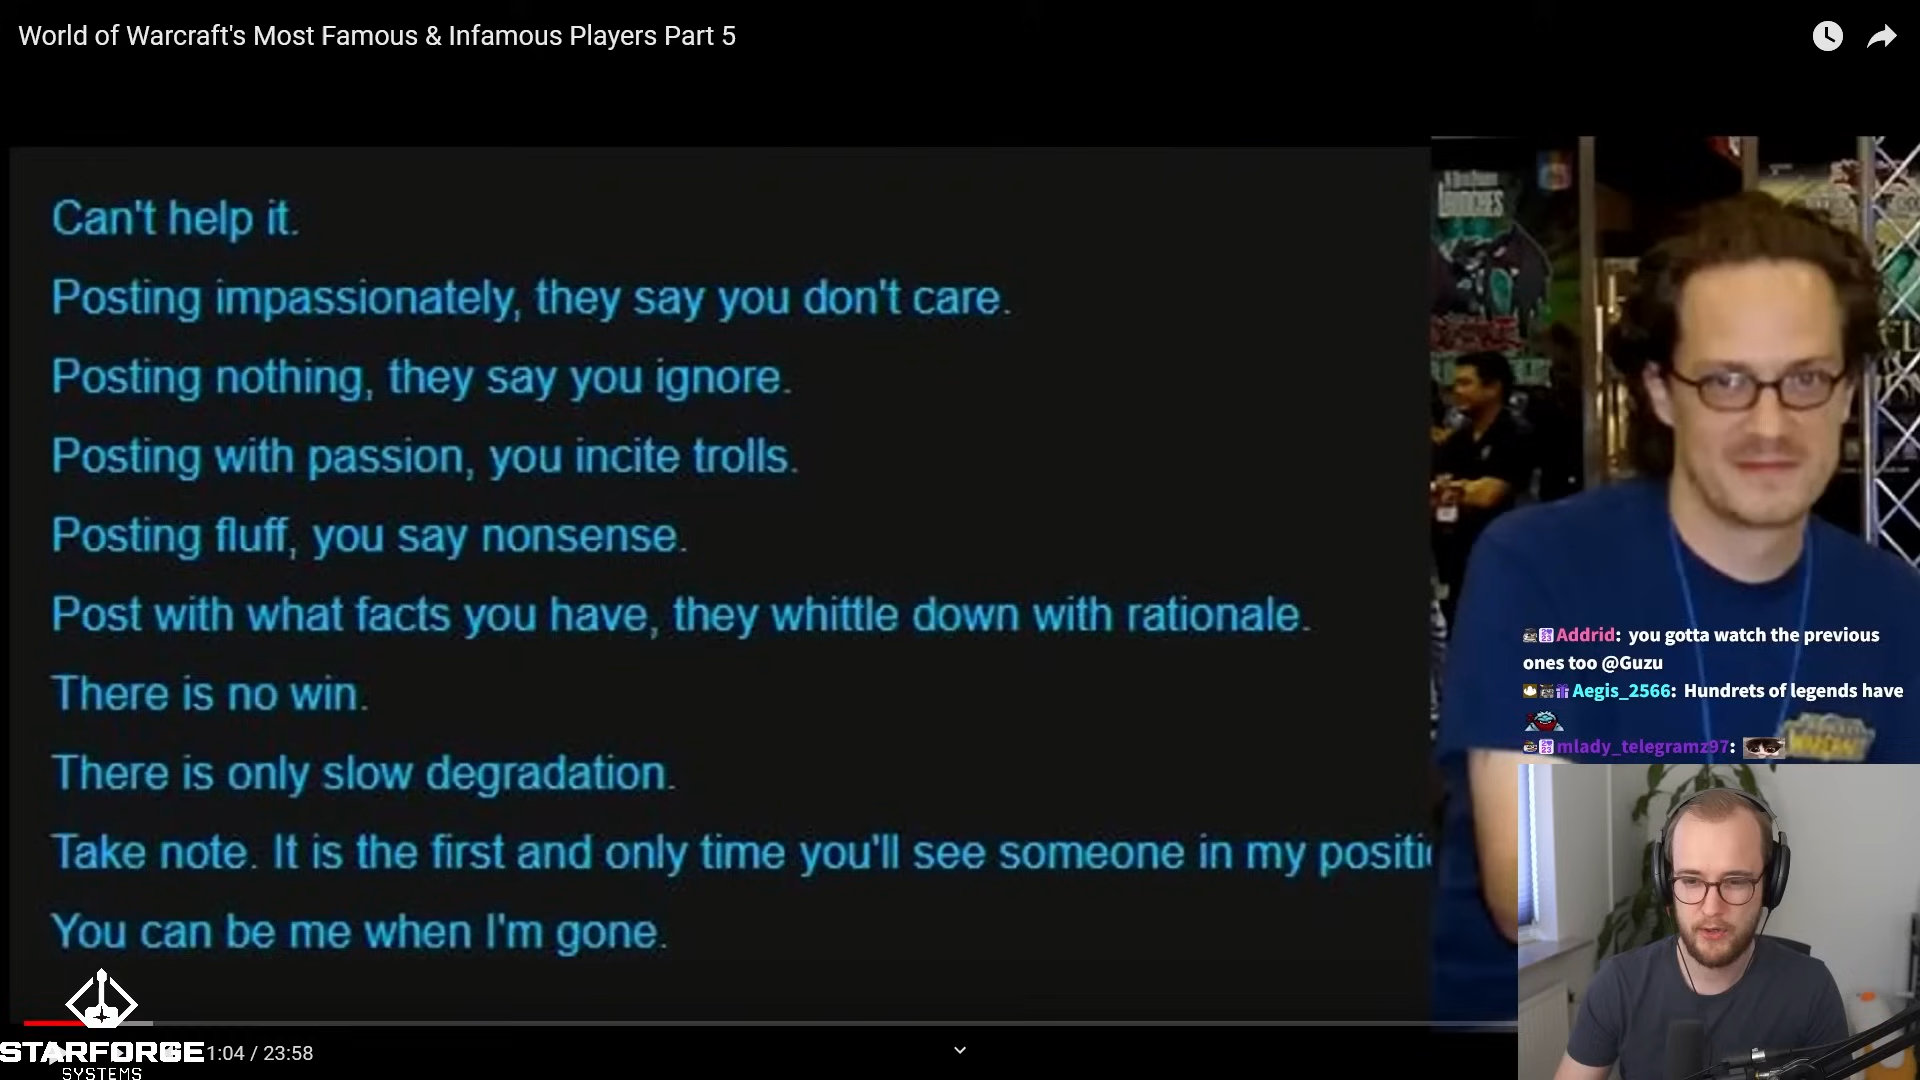 World of Warcraft's Most Famous & Infamous Players Part 5
Can't help it.
Posting impassionately, they say you don't care.
Posting nothing, they say you ignore.
Posting with passion, you incite trolls.
Posting fluff, you say nonsense.
Post with what facts you have, they whittle down with rationale.
There is no win.
There is only slow degradation.
Take note. It is the first and only time you'll see someone in my positi
You can be me when I'm gone.
Addrid: you gotta watch the previous
ones too @Guzu
Aegis_2566: Hundrets of legends have
mlady_telegramz97:
STARFORGE
SYSTEMS
1:04 / 23:58